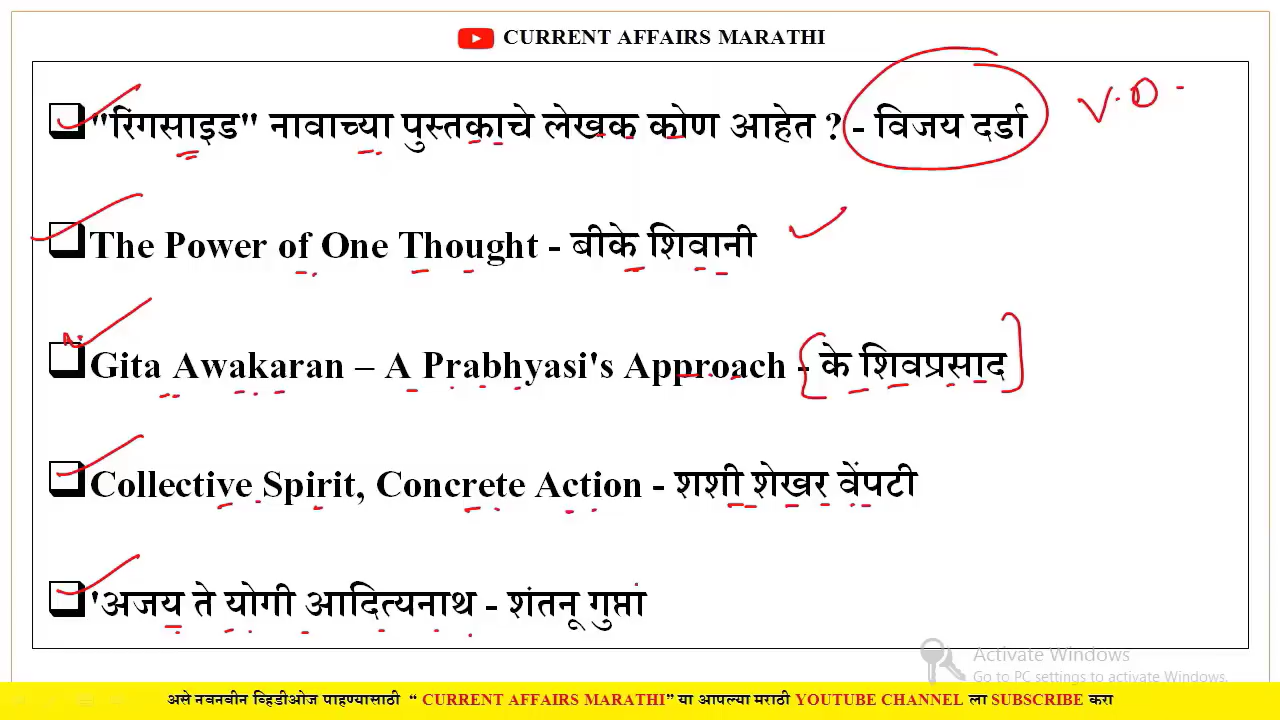 CURRENT AFFAIRS MARATHI
"रिंगसाइड" नावाच्या पुस्तकाचे लेखक कोण आहेत ? - विजय दर्डा
V. D.
The Power of One Thought - बीके शिवानी
Gita Awakaran – A Prabhyasi's Approach - के शिवप्रसाद
Collective Spirit, Concrete Action - शशी शेखर वेंपटी
'अजय ते योगी आदित्यनाथ - शंतनू गुप्ता
Activate Windows
Go to PC settings to activate Windows.
असे नवनवीन व्हिडीओज पाहण्यासाठी “ CURRENT AFFAIRS MARATHI” या आपल्या मराठी YOUTUBE CHANNEL ला SUBSCRIBE करा